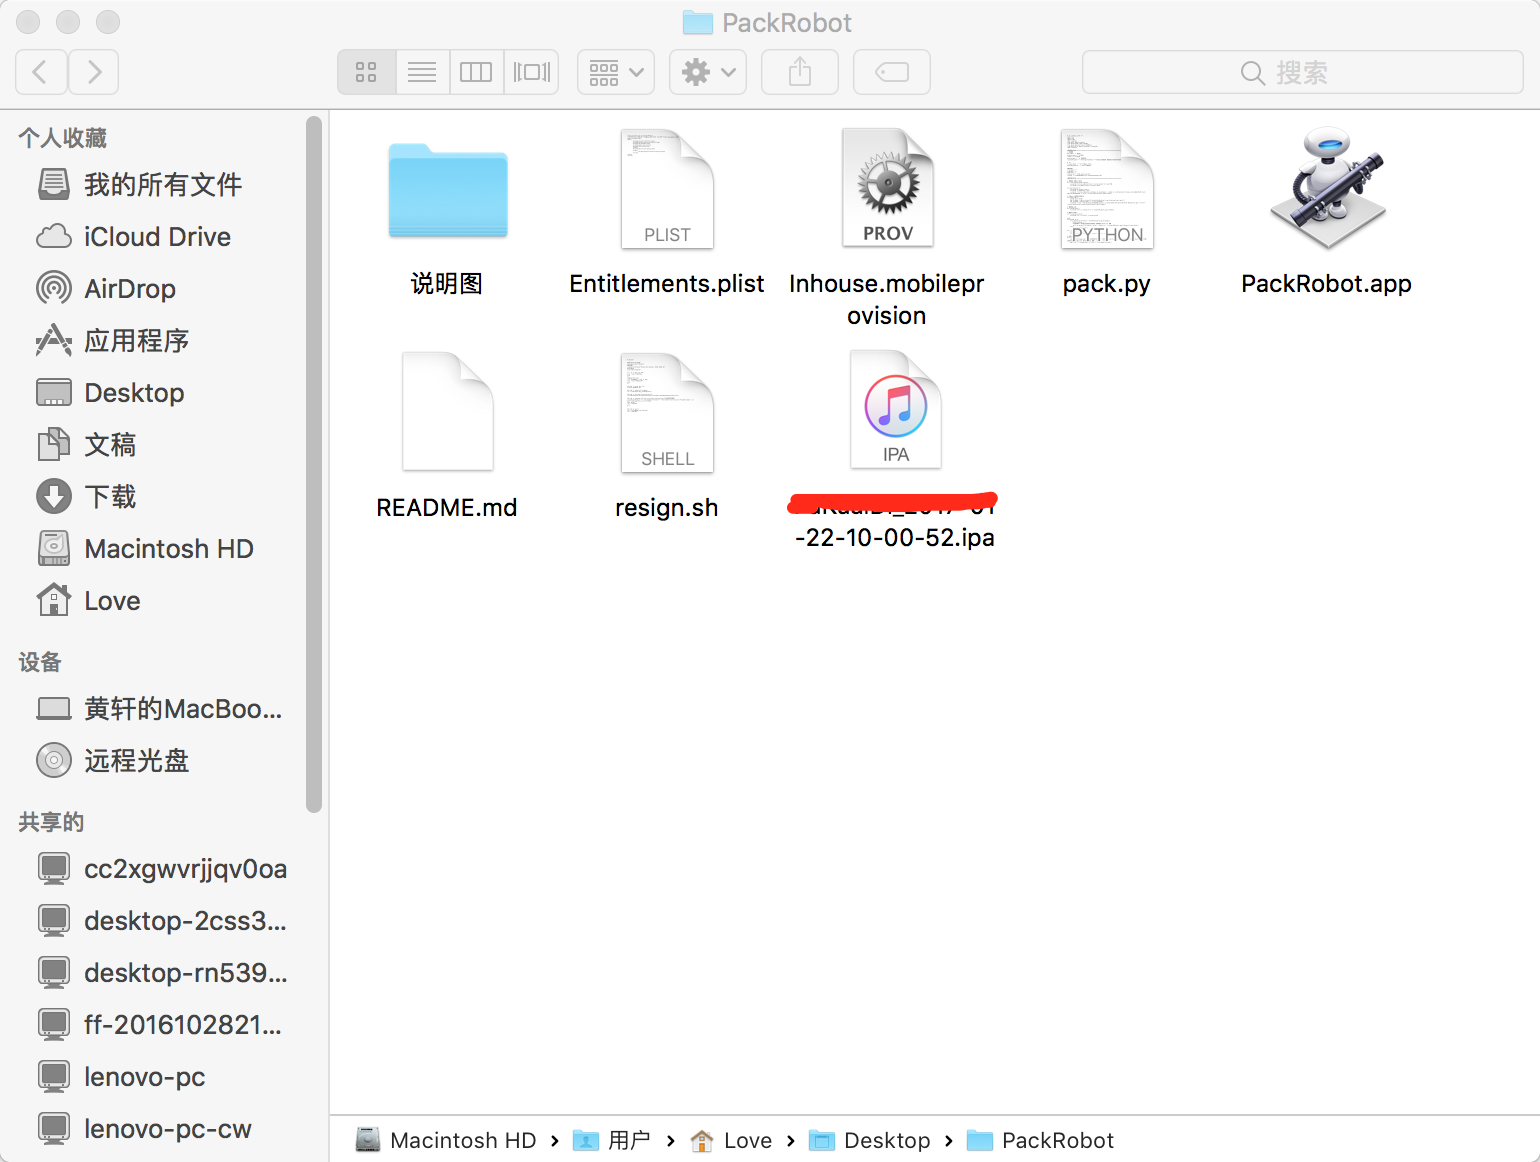 PackRobot
搜索
个人收藏
我的所有文件
iCloud Drive
AirDrop
应用程序
Desktop
文稿
下载
Macintosh HD
Love
设备
黄轩的MacBoo...
远程光盘
共享的
cc2xgwvrjjqv0oa
desktop-2css3...
desktop-rn539...
ff-2016102821...
lenovo-pc
lenovo-pc-cw
说明图
PLIST
Entitlements.plist
PROV
Inhouse.mobilepr
ovision
PYTHON
pack.py
PackRobot.app
README.md
SHELL
resign.sh
IPA
-22-10-00-52.ipa
Macintosh HD › 用户 › Love › Desktop › PackRobot